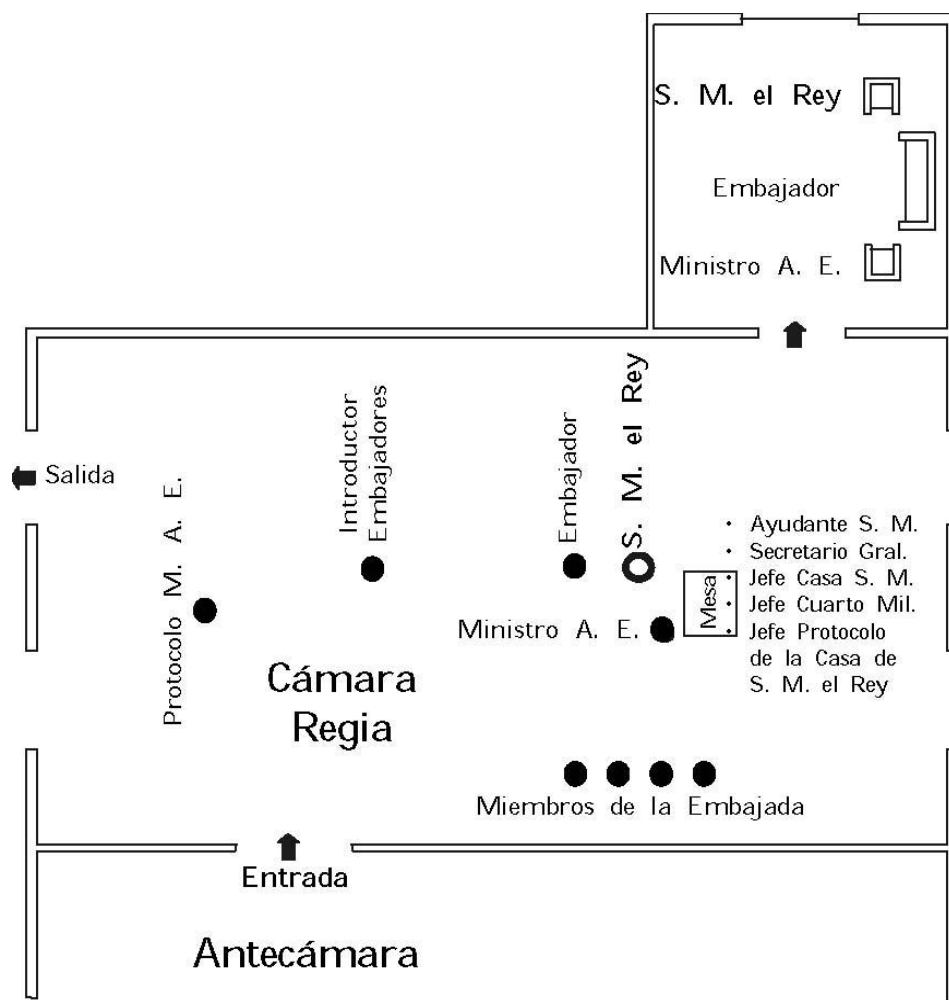 S. M. el Rey
Embajador
Ministro A. E.
Salida
Protocolo M. A. E.
Introductor
Embajadores
Embajador
S. M. el Rey
Ministro A. E.
Mesa
· Ayudante S. M.
· Secretario Gral.
· Jefe Casa S. M.
· Jefe Cuarto Mil.
· Jefe Protocolo
de la Casa de
S. M. el Rey
Cámara
Regia
Miembros de la Embajada
Entrada
Antecámara